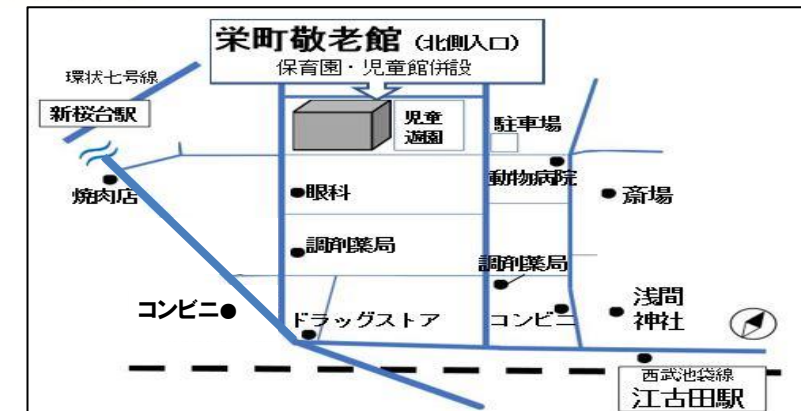 栄町敬老館（北側入口）
保育園・児童館併設
環状七号線
新桜台駅
児童
遊園
駐車場
動物病院
焼肉店
眼科
斎場
調剤薬局
調剤薬局
コンビニ
ドラッグストア
コンビニ
浅間
神社
西武池袋線
江古田駅